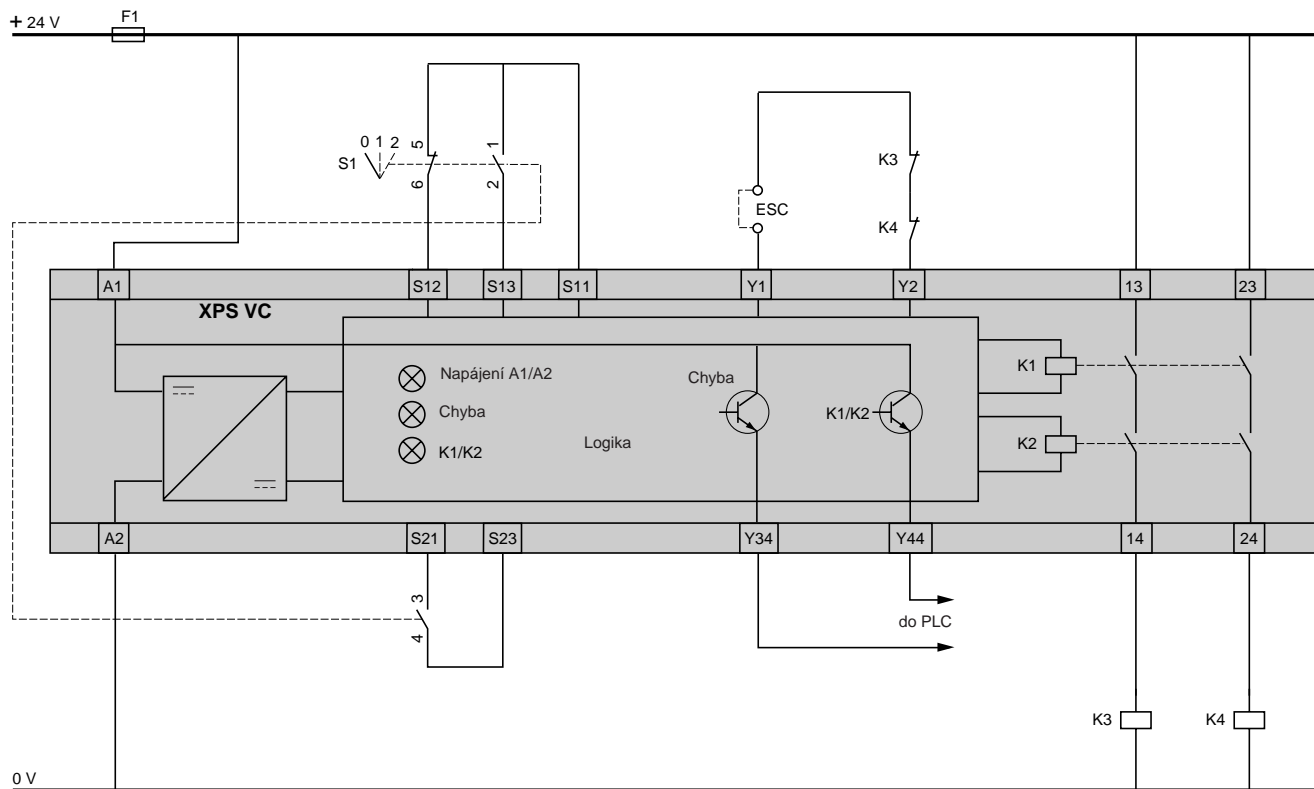 + 24 V
F1
0 1 2
S1
5
6
1
2
K3
ESC
K4
A1
S12
S13
S11
Y1
Y2
13
23
XPS VC
Napájení A1/A2
Chyba
K1/K2
Logika
Chyba
K1/K2
K1
K2
A2
S21
S23
Y34
Y44
14
24
3
4
do PLC
K3
K4
0 V